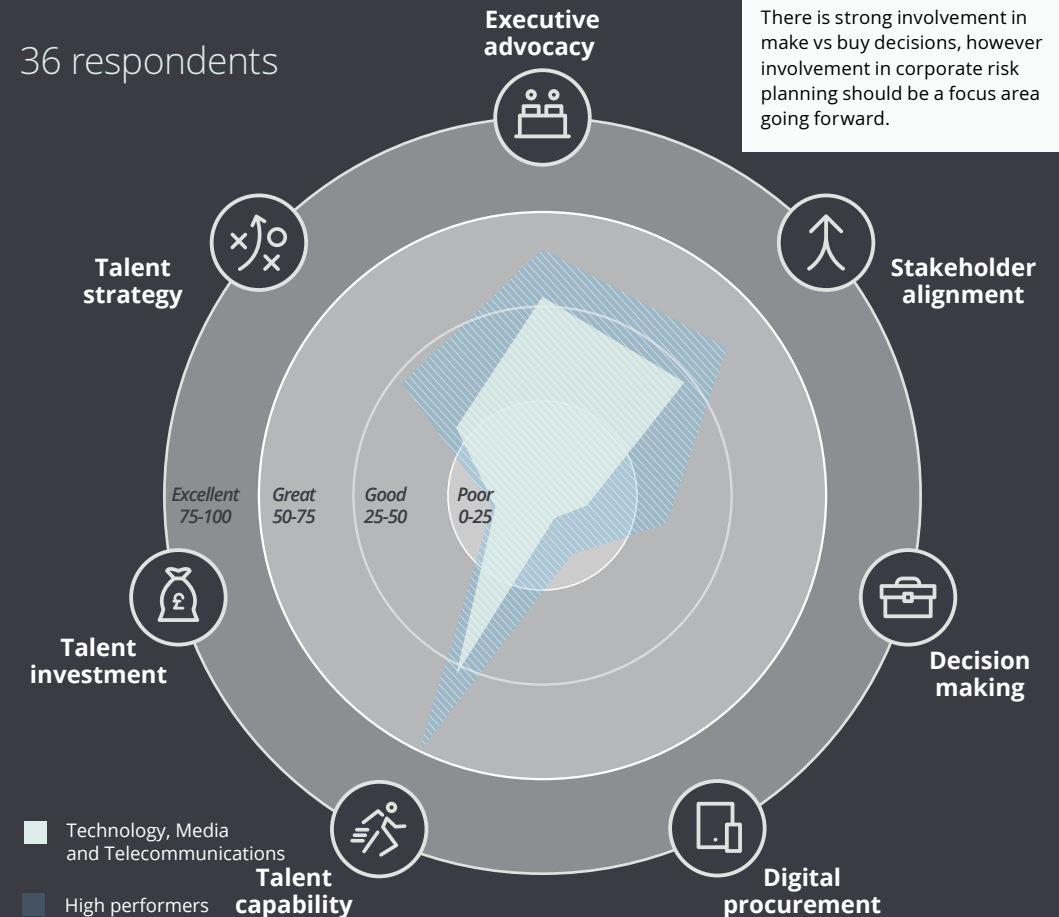 36 respondents
Executive
advocacy
There is strong involvement in
make vs buy decisions, however
involvement in corporate risk
planning should be a focus area
going forward.
Talent
strategy
Stakeholder
alignment
Excellent
75-100
Great
50-75
Good
25-50
Poor
0-25
£
Talent
investment
Decision
making
Technology, Media
and Telecommunications
High performers
Talent
capability
Digital
procurement